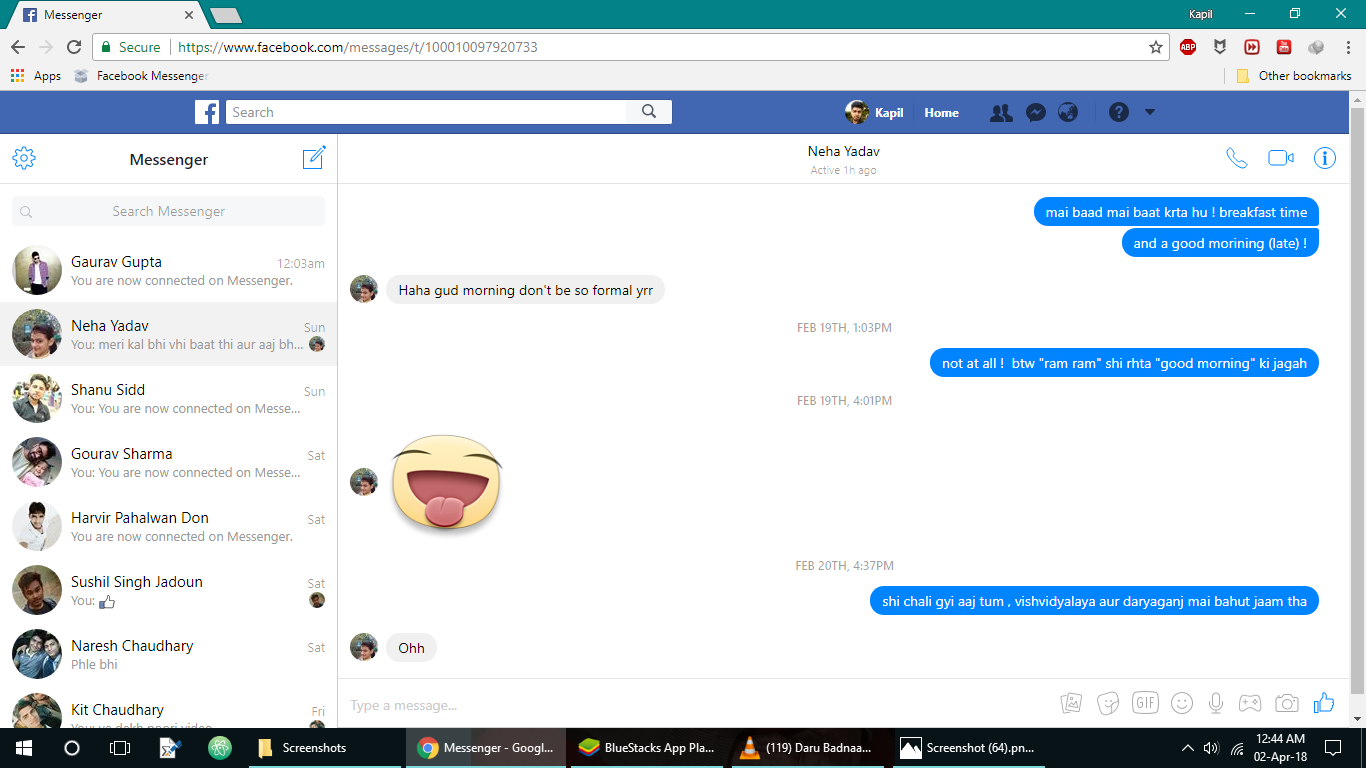 Messenger
Kapil
Secure
https://www.facebook.com/messages/t/100010097920733
ABP
Apps
Facebook Messenger
Other bookmarks
Search
Kapil
Home
Messenger
Search Messenger
Gaurav Gupta
12:03am
You are now connected on Messenger.
Neha Yadav
Sun
You: meri kal bhi vhi baat thi aur aaj bh...
Shanu Sidd
Sun
You: You are now connected on Messe...
Gourav Sharma
Sat
You: You are now connected on Messe...
Harvir Pahalwan Don
Sat
You are now connected on Messenger.
Sushil Singh Jadoun
Sat
You:
Naresh Chaudhary
Sat
Phle bhi
Kit Chaudhary
Fri
You: ye dekh poori video
Neha Yadav
Active 1h ago
mai baad mai baat krta hu ! breakfast time
and a good morining (late) !
Haha gud morning don't be so formal yrr
FEB 19TH, 1:03PM
not at all ! btw "ram ram" shi rhta "good morning" ki jagah
FEB 19TH, 4:01PM
FEB 20TH, 4:37PM
shi chali gyi aaj tum , vishvidyalaya aur daryaganj mai bahut jaam tha
Ohh
Type a message...
GIF
Screenshots
Messenger - Googl...
BlueStacks App Pla...
(119) Daru Badnaa...
Screenshot (64).pn...
12:44 AM
02-Apr-18